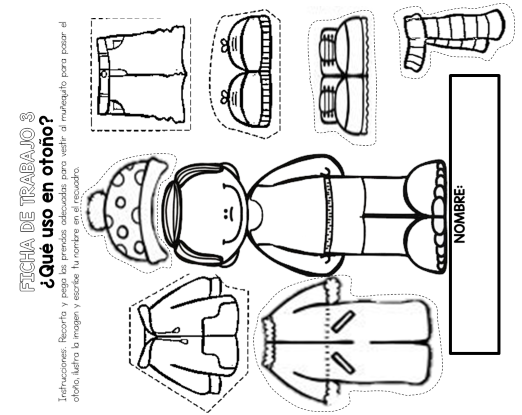 FICHA DE TRABAJO 3
¿Qué uso en otoño?
Instrucciones: Recorta y pega las prendas adecuadas para vestir al muñequito para pasar el
otoño, ilustra la imagen y escribe tu nombre en el recuadro.
NOMBRE: